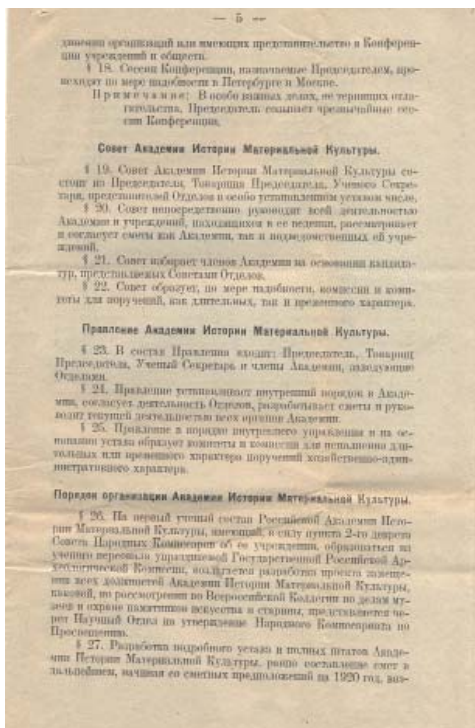 — 5 —
динении организаций или имеющих представительство в Конферен-
ции учреждений и обществ.
§ 18. Сессии Конференции, назначаемые Председателем, про-
исходят по мере надобности в Петербурге и Москве.
Примечание: В особо важных делах, не терпящих отла-
гательства, Председатель созывает чрезвычайные сес-
сии Конференции.
Совет Академии Истории Материальной Культуры.
§ 19. Совет Академии Истории Материальной Культуры со-
стоит из Председателя, Товарища Председателя, Ученого Секре-
таря, представителей Отделов в особо установленном уставом числе.
§ 20. Совет непосредственно руководит всей деятельностью
Академии и учреждений, находящихся в ее ведении, рассматривает
и согласует сметы как Академии, так и подведомственных ей учре-
ждений.
§ 21. Совет избирает членов Академии на основании кандида-
тур, представляемых Советами Отделов.
§ 22. Совет образует, по мере надобности, комиссии и коми-
теты для поручений, как длительных, так и временного характера.
Правление Академии Истории Материальной Культуры.
§ 23. В состав Правления входят: Председатель, Товарищ
Председателя, Ученый Секретарь и члены Академии, заведующие
Отделами.
§ 24. Правление устанавливает внутренний порядок в Акаде-
мии, согласует деятельность Отделов, разрабатывает сметы и руко-
водит текущей деятельностью всех органов Академии.
§ 25. Правление в порядке внутреннего управления и на ос-
новании устава образует комитеты и комиссии для исполнения дли-
тельных или временного характера поручений хозяйственно-адми-
нистративного характера.
Порядок организации Академии Истории Материальной Культуры.
§ 26. На первый ученый состав Российской Академии Исто-
рии Материальной Культуры, имеющий, в силу пункта 2-го декрета
Совета Народных Комиссаров об ее учреждении, образоваться из
ученого персонала упраздняемой Государственной Российской Ар-
хеологической Комиссии, возлагается разработка проекта замеще-
ния всех должностей Академии Истории Материальной Культуры,
каковой, по рассмотрении во Всероссийской Коллегии по делам му-
зеев и охране памятников искусства и старины, представляется че-
рез Научный Отдел на утверждение Народного Комиссариата по
Просвещению.
§ 27. Разработка подробного устава и полных штатов Акаде-
мии Истории Материальной Культуры, равно составление смет в
дальнейшем, начиная со сметных предположений на 1920 год, воз-